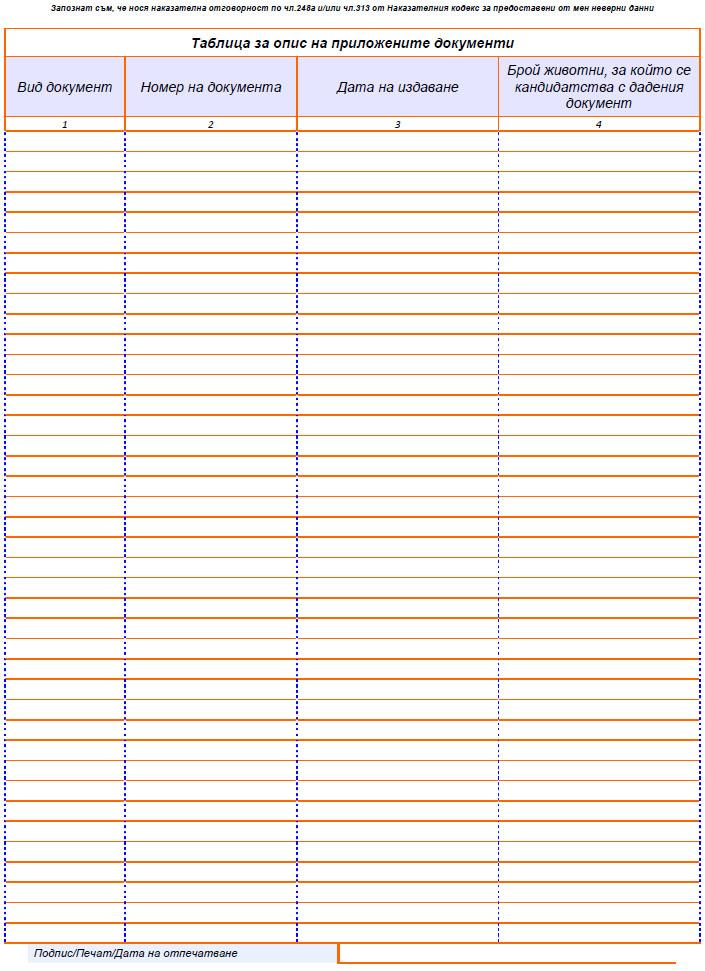 Запознат съм, че нося наказателна отговорност по чл.248а и/или чл.313 от Наказателния кодекс за предоставени от мен неверни данни
Таблица за опис на приложените документи
Вид документ
Номер на документа
Дата на издаване
Брой животни, за който се
кандидатства с дадения
документ
1
2
3
4
Подпис/Печат/Дата на отпечатване